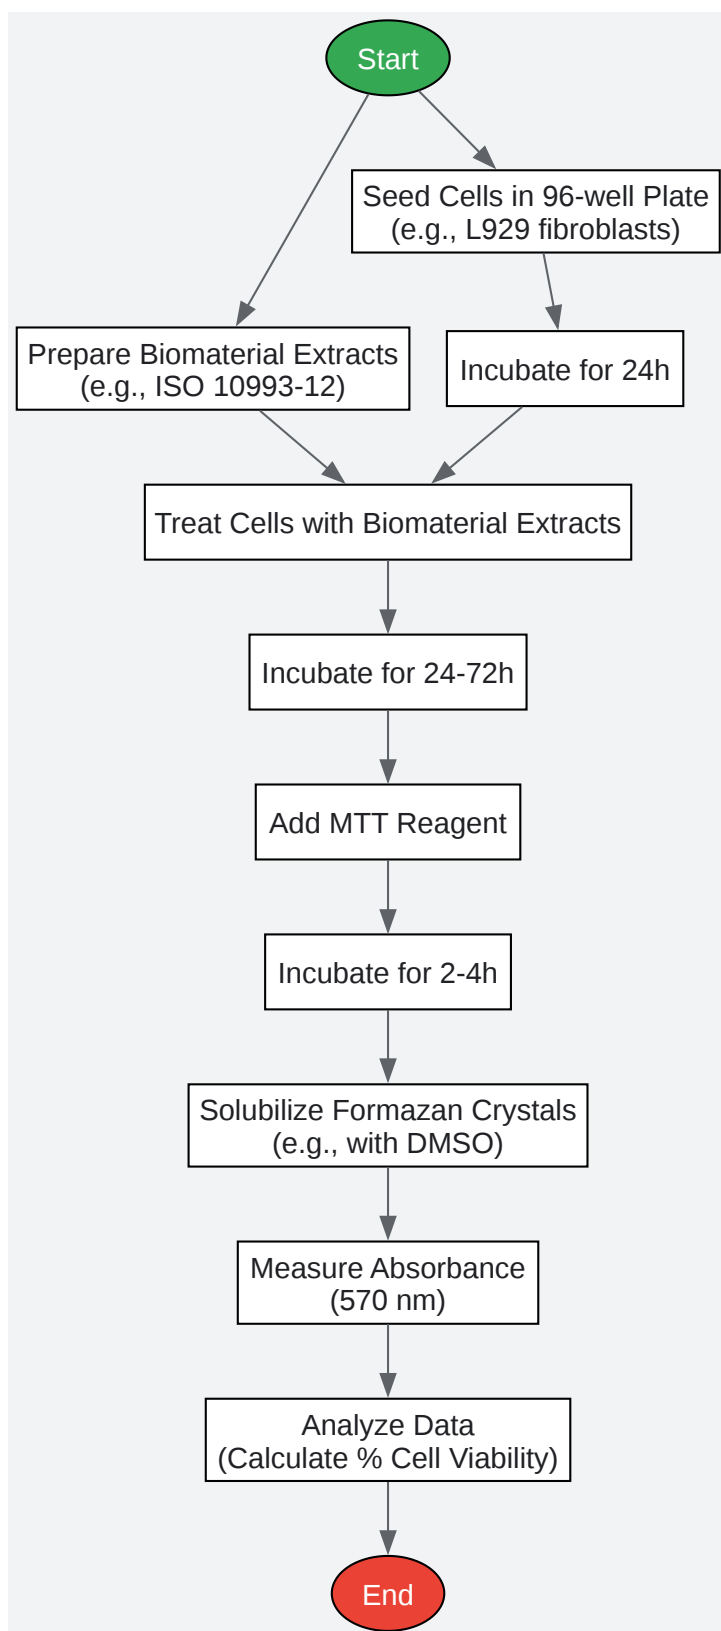 Start
Seed Cells in 96-well Plate
(e.g., L929 fibroblasts)
Prepare Biomaterial Extracts
(e.g., ISO 10993-12)
Incubate for 24h
Treat Cells with Biomaterial Extracts
Incubate for 24-72h
Add MTT Reagent
Incubate for 2-4h
Solubilize Formazan Crystals
(e.g., with DMSO)
Measure Absorbance
(570 nm)
Analyze Data
(Calculate % Cell Viability)
End